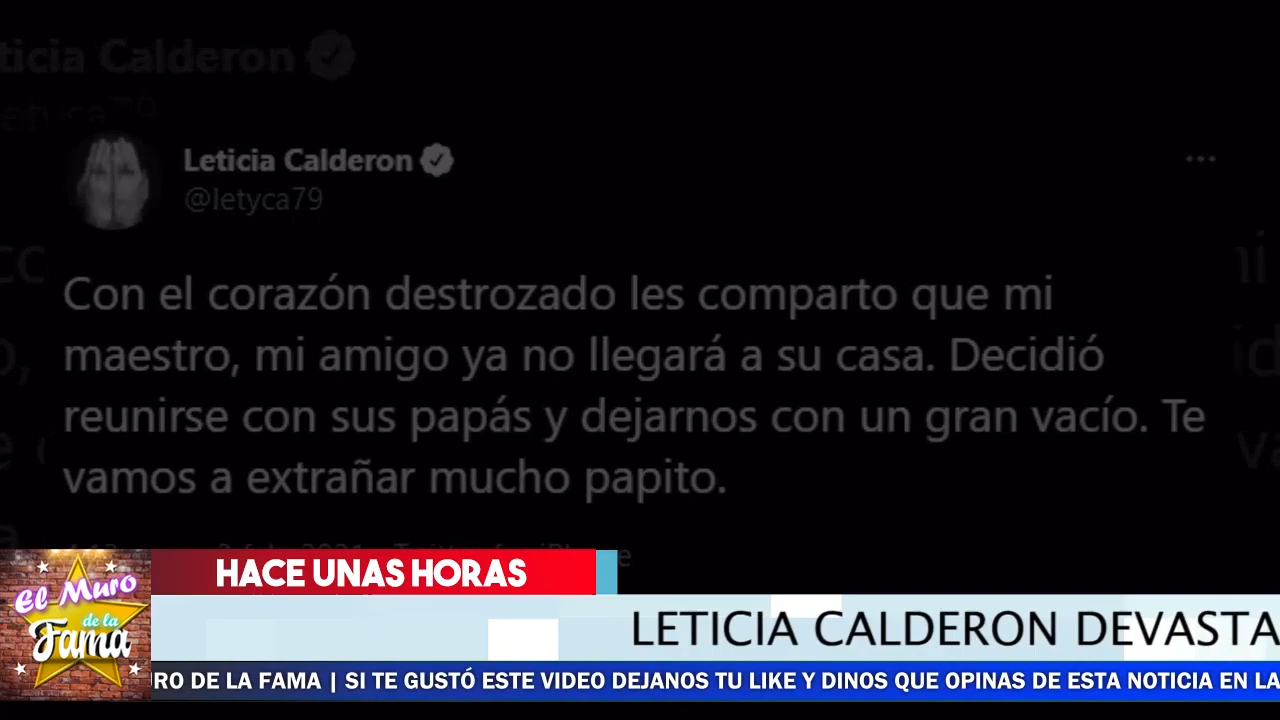 ticia Calderon
Leticia Calderon
@letyca79
Con el corazón destrozado les comparto que mi
maestro, mi amigo ya no llegará a su casa. Decidió
reunirse con sus papás y dejarnos con un gran vacío. Te
vamos a extrañar mucho papito.
HACE UNAS HORAS
El Muro
de la
Fama
LETICIA CALDERON DEVASTA
RO DE LA FAMA | SI TE GUSTÓ ESTE VIDEO DEJANOS TU LIKE Y DINOS QUE OPINAS DE ESTA NOTICIA EN LA